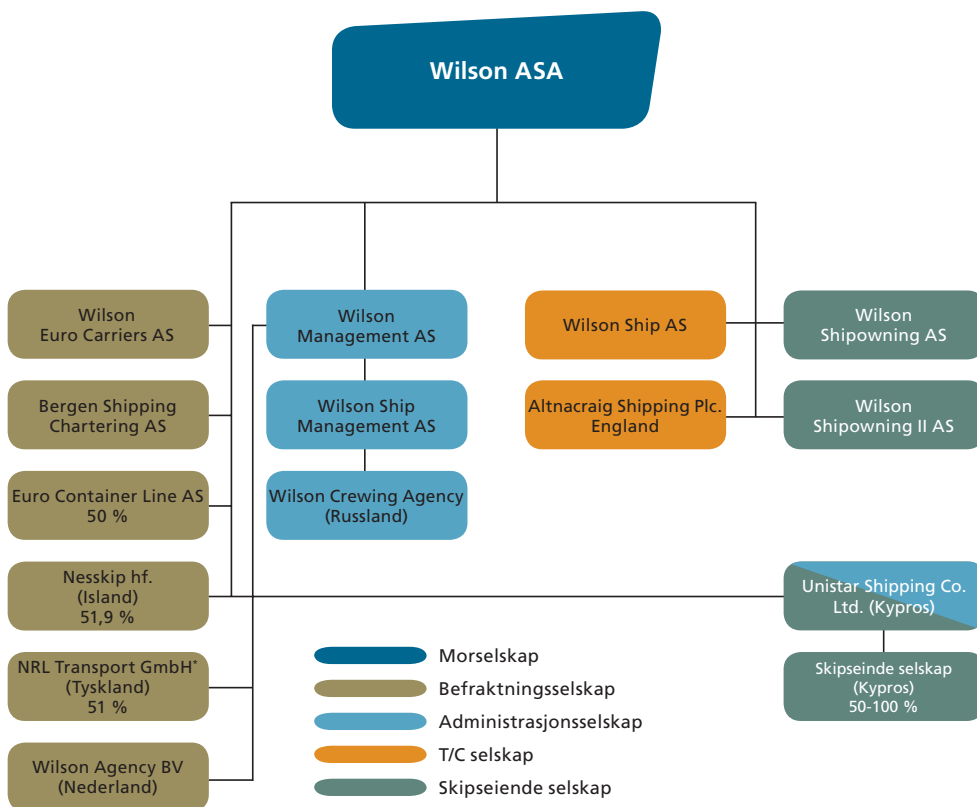 Wilson ASA
Wilson
Euro Carriers AS
Wilson
Management AS
Wilson Ship AS
Wilson
Shipowning AS
Bergen Shipping
Chartering AS
Wilson Ship
Management AS
Altnacraig Shipping Plc.
England
Wilson
Shipowning II AS
Euro Container Line AS
50 %
Wilson Crewing Agency
(Russland)
Nesskip hf.
(Island)
51,9 %
Unistar Shipping Co.
Ltd. (Kypros)
NRL Transport GmbH*
(Tyskland)
51 %
Skipseinde selskap
(Kypros)
50-100 %
Wilson Agency BV
(Nederland)
Morselskap
Befraktningsselskap
Administrasjonsselskap
T/C selskap
Skipseiende selskap